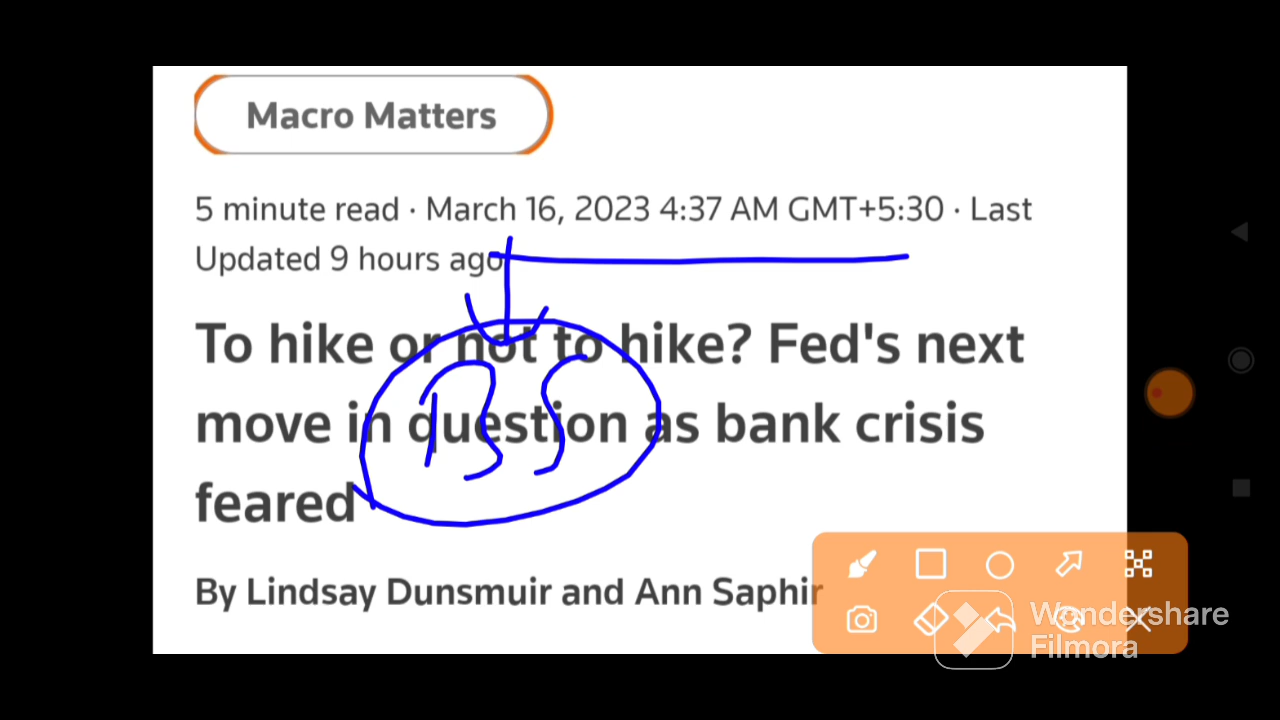 Macro Matters
5 minute read · March 16, 2023 4:37 AM GMT+5:30 · Last
Updated 9 hours ago
To hike or not to hike? Fed's next
move in question as bank crisis
feared
By Lindsay Dunsmuir and Ann Saphir
Wondershare
Filmora